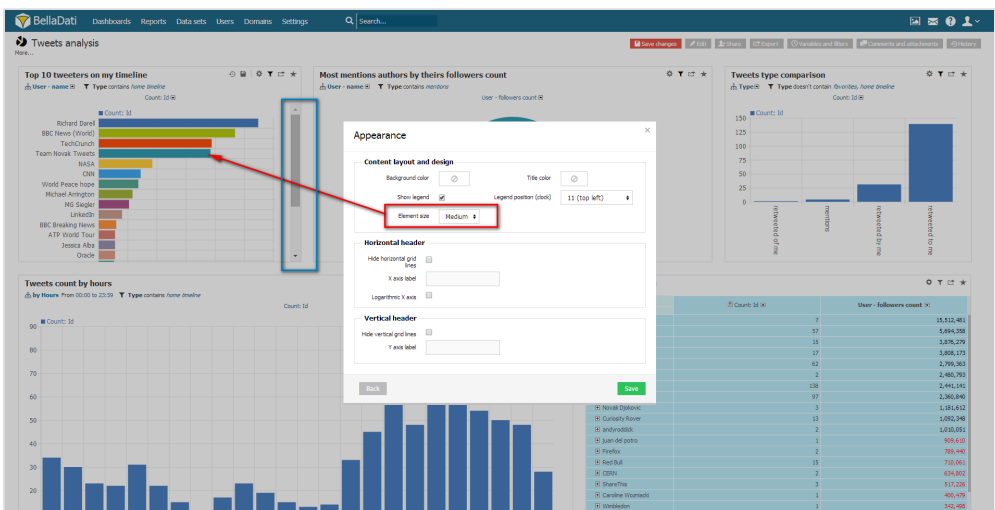 BellaDati Dashboards Reports Data sets Users Domains Settings Search...
Tweets analysis
More...
Save changes Edit Share Export Variables and filters Comments and attachments History
Top 10 tweeters on my timeline
User - name Type contains home timeline
Count: Id
Count: Id
Richard Darell
BBC News (World)
TechCrunch
Team Novak Tweets
NASA
CNN
World Peace hope
Michael Arrington
MG Siegler
LinkedIn
BBC Breaking News
ATP World Tour
Jessica Alba
Oracle
Most mentions authors by theirs followers count
User - name Type contains mentions
User - followers count
Tweets type comparison
Type Type doesn't contain favorites, home timeline
Count: Id
Count: Id
150
125
100
75
50
25
0
retweeted of me
mentions
retweeted by me
retweeted to me
Appearance
Content layout and design
Background color Title color
Show legend Legend position (clock) 11 (top left)
Element size Medium
Horizontal header
Hide horizontal grid
lines
X axis label
Logarithmic X axis
Vertical header
Hide vertical grid lines
Y axis label
Back Save
Tweets count by hours
by Hours From 00:00 to 23:59 Type contains home timeline
Count: Id
Count: Id
90
80
70
60
50
40
30
20
Count: Id User - followers count
7 15,512,481
57 5,694,358
15 3,876,279
17 3,808,173
62 2,799,363
2 2,480,793
138 2,441,141
97 2,360,840
Novak Djokovic 3 1,181,612
Curiosity Rover 13 1,092,348
andyroddick 2 1,010,051
Juan del potro 1 909,610
Firefox 2 789,440
Red Bull 15 710,061
CERN 2 634,802
ShareThis 3 517,226
Caroline Wozniacki 1 400,479
Wimbledon 1 342,498